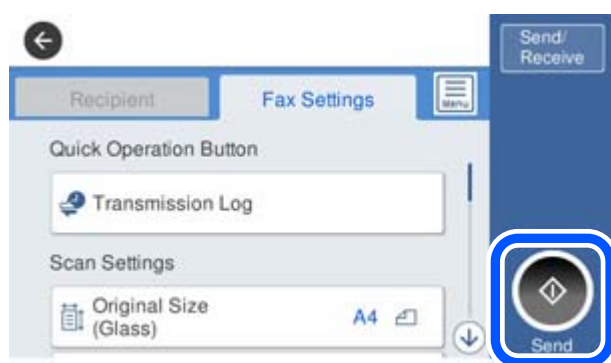 Send/
Receive
Recipient
Fax Settings
Menu
Quick Operation Button
Transmission Log
Scan Settings
Original Size
(Glass)
A4
Send